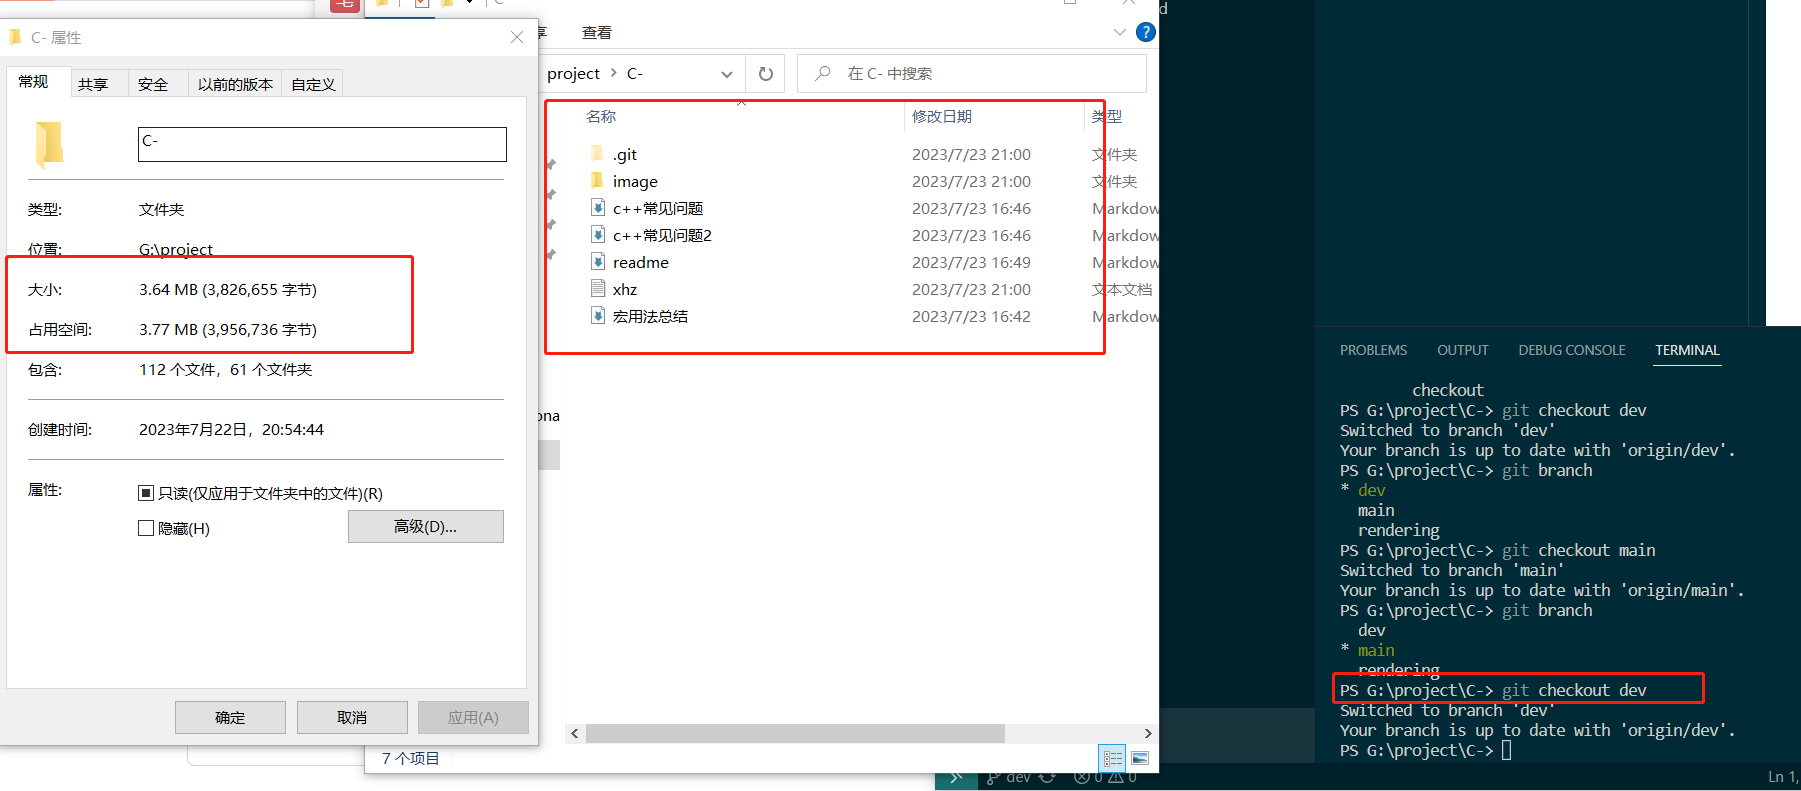 C- 属性
常规
共享
安全
以前的版本
自定义
C-
类型:
文件夹
位置:
G:\project
大小:
3.64 MB (3,826,655 字节)
占用空间:
3.77 MB (3,956,736 字节)
包含:
112 个文件，61 个文件夹
创建时间:
2023年7月22日，20:54:44
属性:
只读(仅应用于文件夹中的文件)(R)
隐藏(H)
高级(D)...
确定
取消
应用(A)
享
查看
?
project > C-
在 C- 中搜索
名称 修改日期 类型
.git 2023/7/23 21:00 文件夹
image 2023/7/23 21:00 文件夹
c++常见问题 2023/7/23 16:46 Markdow
c++常见问题2 2023/7/23 16:46 Markdow
readme 2023/7/23 16:49 Markdow
xhz 2023/7/23 21:00 文本文档
宏用法总结 2023/7/23 16:42 Markdow
ona
7 个项目
d
PROBLEMS OUTPUT DEBUG CONSOLE TERMINAL
checkout
PS G:\project\C-> git checkout dev
Switched to branch 'dev'
Your branch is up to date with 'origin/dev'.
PS G:\project\C-> git branch
* dev
main
rendering
PS G:\project\C-> git checkout main
Switched to branch 'main'
Your branch is up to date with 'origin/main'.
PS G:\project\C-> git branch
dev
* main
rendering
PS G:\project\C-> git checkout dev
Switched to branch 'dev'
Your branch is up to date with 'origin/dev'.
PS G:\project\C->
dev 0 0
Ln 1,